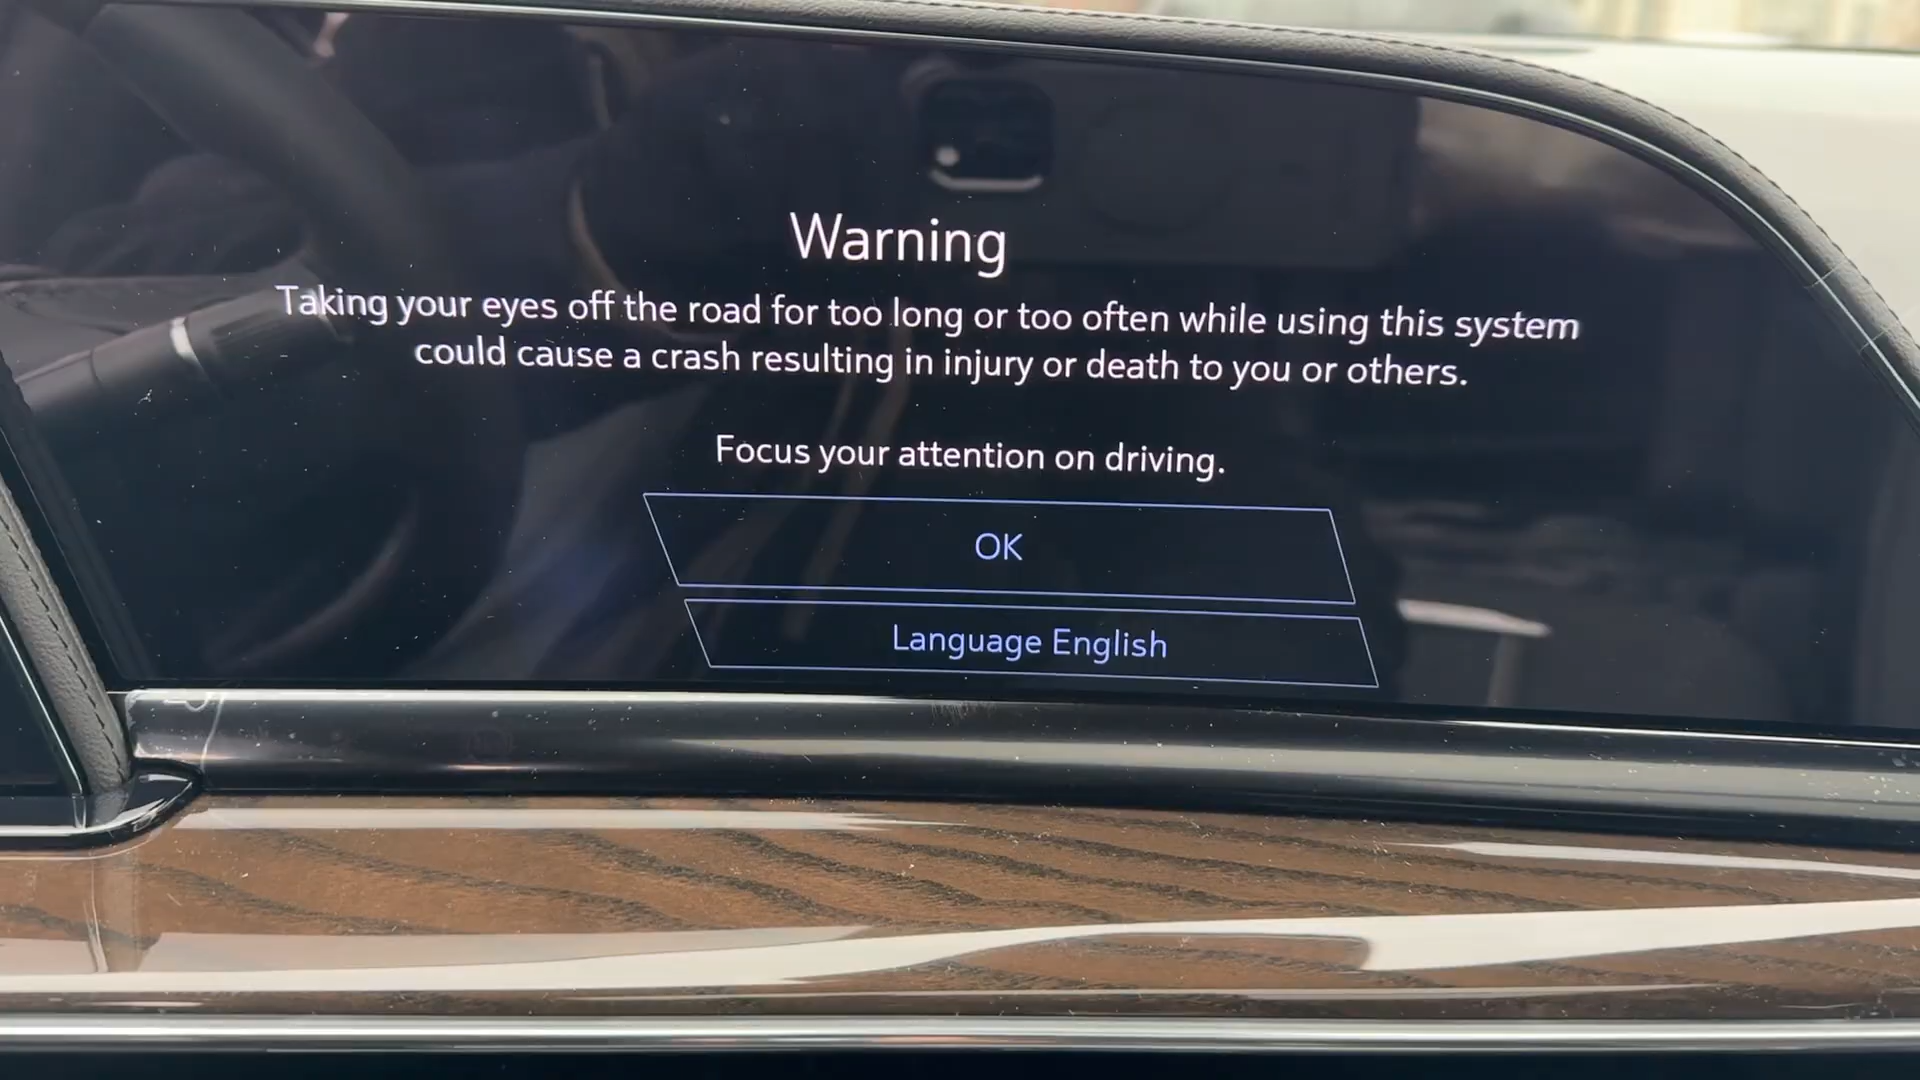 Warning
Taking your eyes off the road for too long or too often while using this system
could cause a crash resulting in injury or death to you or others.
Focus your attention on driving.
OK
Language English